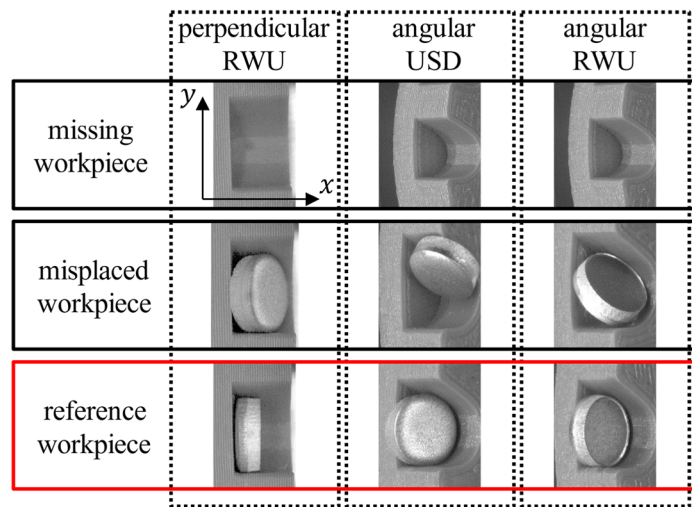 perpendicular
RWU
angular
USD
angular
RWU
missing
workpiece
y
x
misplaced
workpiece
reference
workpiece